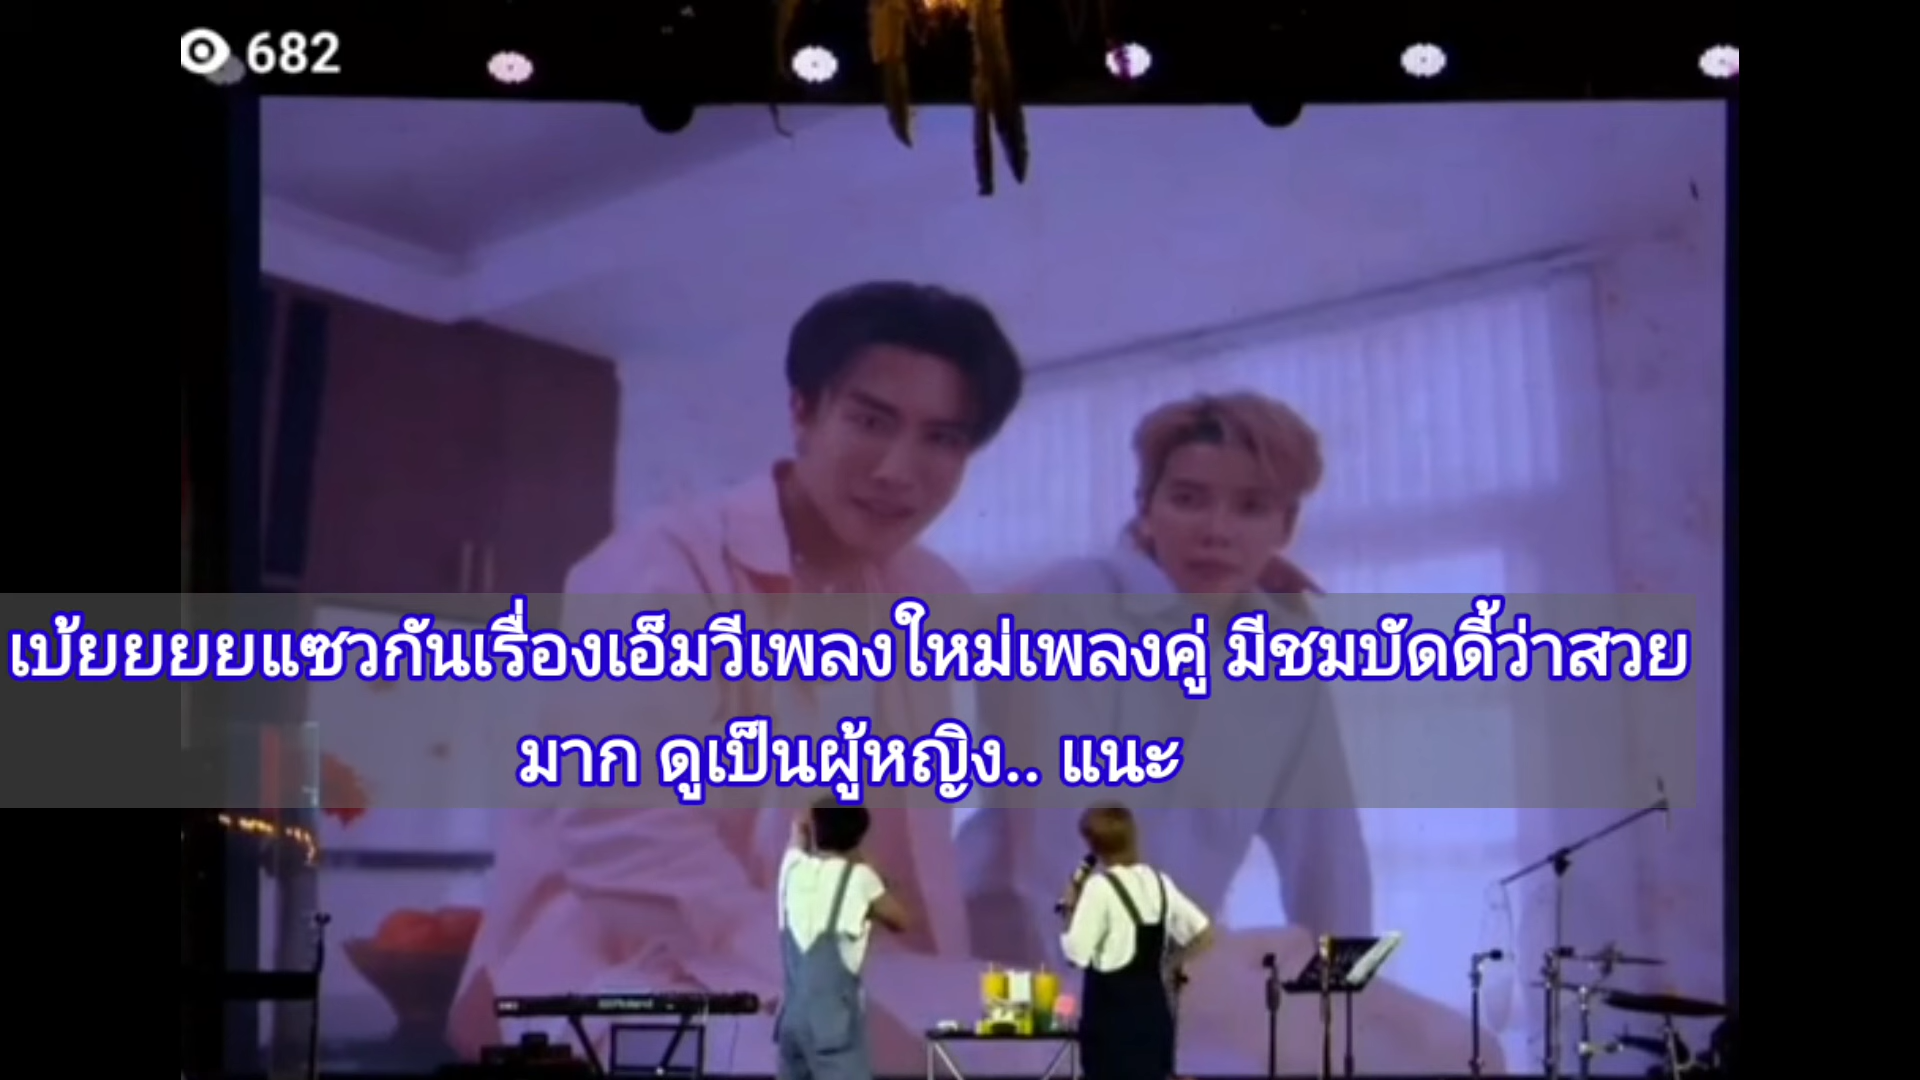 682
เบ้ยยยยแซวกันเรื่องเอ็มวีเพลงใหม่เพลงคู่ มีชมบัดดี้ว่าสวย
มาก ดูเป็นผู้หญิง.. แนะ
Roland